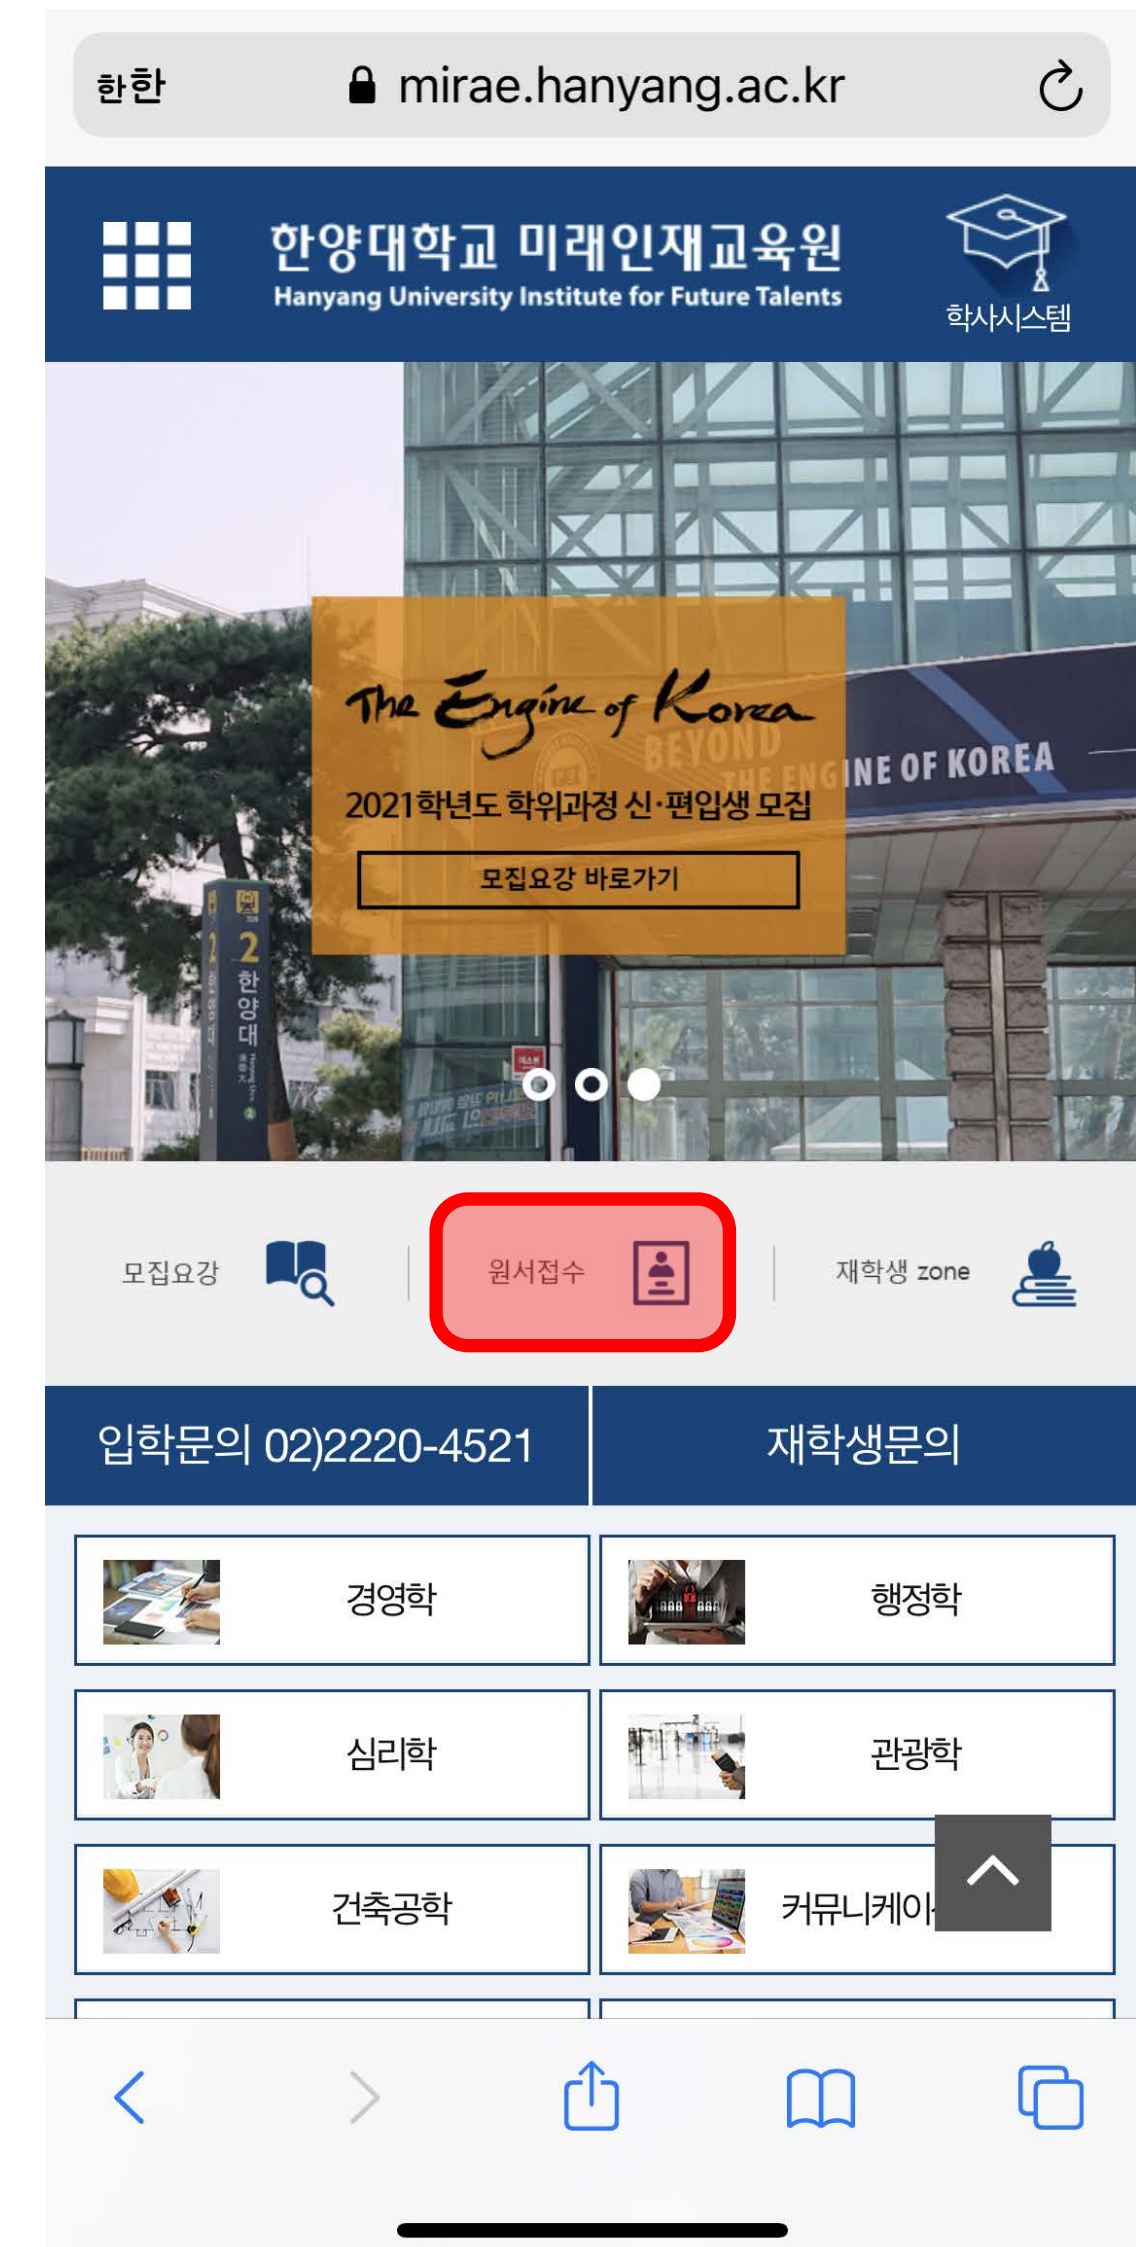 한한 mirae.hanyang.ac.kr
한양대학교 미래인재교육원
Hanyang University Institute for Future Talents
학사시스템
The Engine of Korea
BEYOND
THE ENGINE OF KOREA
2021학년도 학위과정 신·편입생 모집
모집요강 바로가기
2 2
한양대
모집요강
원서접수
재학생 zone
입학문의 02)2220-4521
재학생문의
경영학
행정학
심리학
관광학
건축공학
커뮤니케이